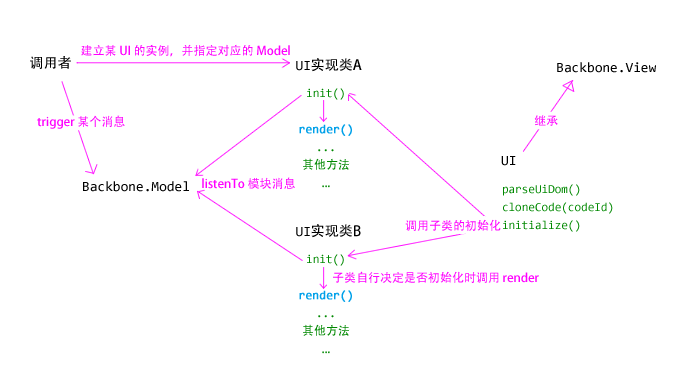 建立某 UI 的实例，并指定对应的 Model
调用者
UI实现类A
Backbone.View
init()
trigger 某个消息
继承
render()
...
UI
其他方法
...
Backbone.Model
listenTo 模块消息
parseUiDom()
cloneCode(codeId)
调用子类的初始化
initialize()
UI实现类B
init()
子类自行决定是否初始化时调用 render
render()
...
其他方法
...